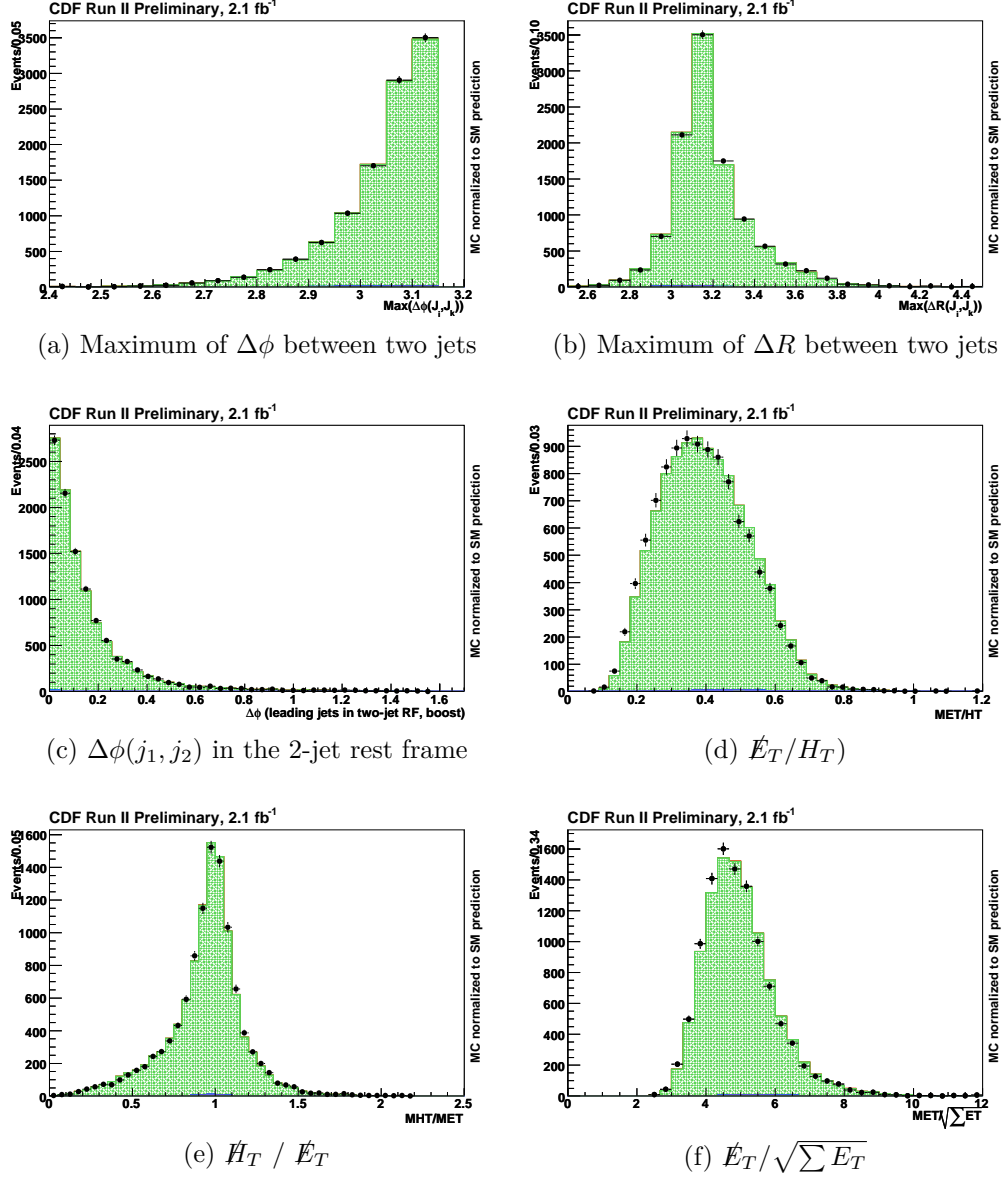 CDF Run II Preliminary, 2.1 fb⁻¹
Events/0.05
3500
3000
2500
2000
1500
1000
500
0
2.4 2.5 2.6 2.7 2.8 2.9 3 3.1 3.2
Max(Δϕ(Jᵢ,Jₖ))
MC normalized to SM prediction
(a) Maximum of Δϕ between two jets
CDF Run II Preliminary, 2.1 fb⁻¹
Events/0.10
3500
3000
2500
2000
1500
1000
500
0
2.6 2.8 3 3.2 3.4 3.6 3.8 4 4.2 4.4
Max(ΔR(Jᵢ,Jₖ))
MC normalized to SM prediction
(b) Maximum of ΔR between two jets
CDF Run II Preliminary, 2.1 fb⁻¹
Events/0.04
2500
2000
1500
1000
500
0
0 0.2 0.4 0.6 0.8 1 1.2 1.4 1.6
Δϕ (leading jets in two-jet RF, boost)
MC normalized to SM prediction
(c) Δϕ(j₁, j₂) in the 2-jet rest frame
CDF Run II Preliminary, 2.1 fb⁻¹
Events/0.03
900
800
700
600
500
400
300
200
100
0
0 0.2 0.4 0.6 0.8 1 1.2
MET/HT
MC normalized to SM prediction
(d) E̸_T/H_T)
CDF Run II Preliminary, 2.1 fb⁻¹
Events/0.05
1600
1400
1200
1000
800
600
400
200
0
0 0.5 1 1.5 2 2.5
MHT/MET
MC normalized to SM prediction
(e) H̸_T / E̸_T
CDF Run II Preliminary, 2.1 fb⁻¹
Events/0.34
1600
1400
1200
1000
800
600
400
200
0
0 2 4 6 8 10 12
MET/√∑ET
MC normalized to SM prediction
(f) E̸_T/√∑ E_T